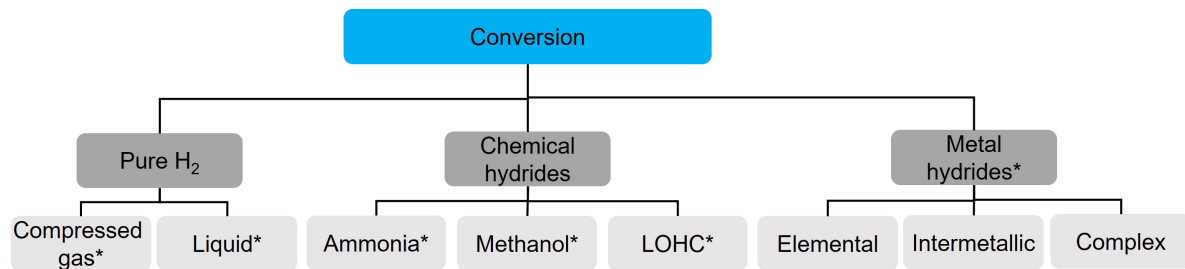 Conversion
Pure H₂
Chemical
hydrides
Metal
hydrides*
Compressed
gas*
Liquid*
Ammonia*
Methanol*
LOHC*
Elemental
Intermetallic
Complex